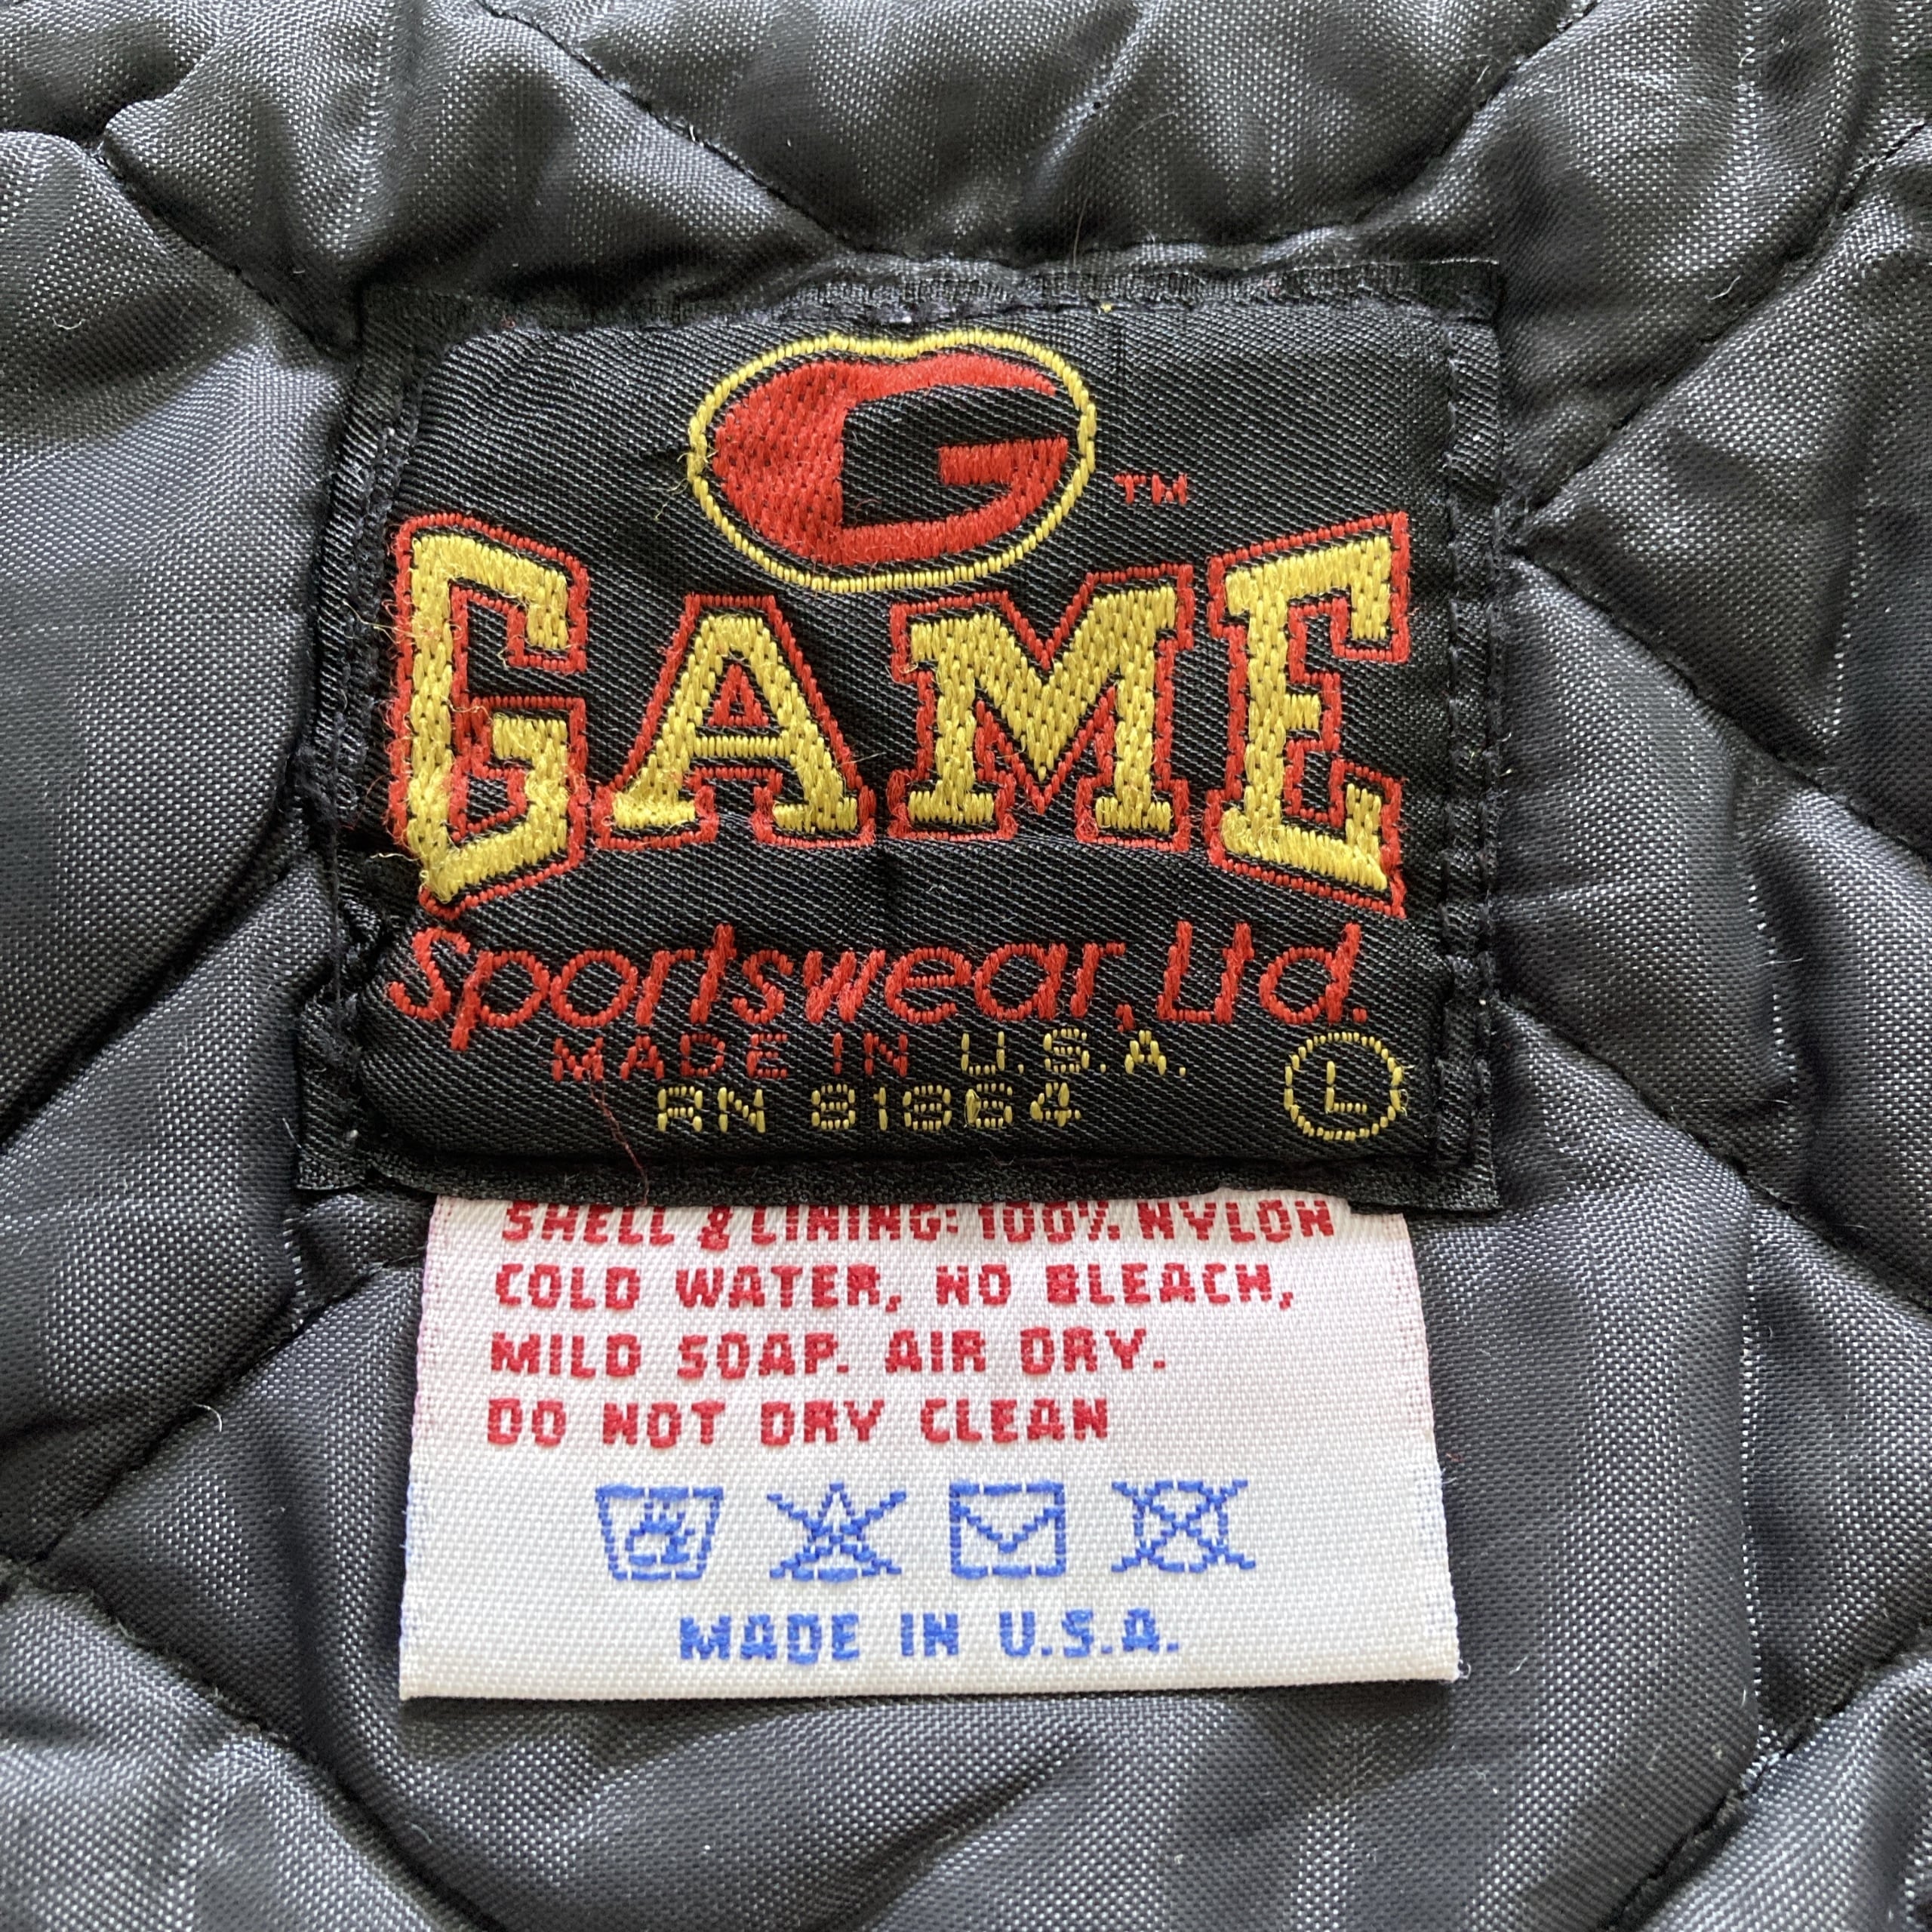 G TM
GAME
Sportswear, Ltd.
MADE IN U.S.A.
RN 81864 L
SHELL & LINING: 100% NYLON
COLD WATER, NO BLEACH,
MILD SOAP. AIR DRY.
DO NOT DRY CLEAN
MADE IN U.S.A.